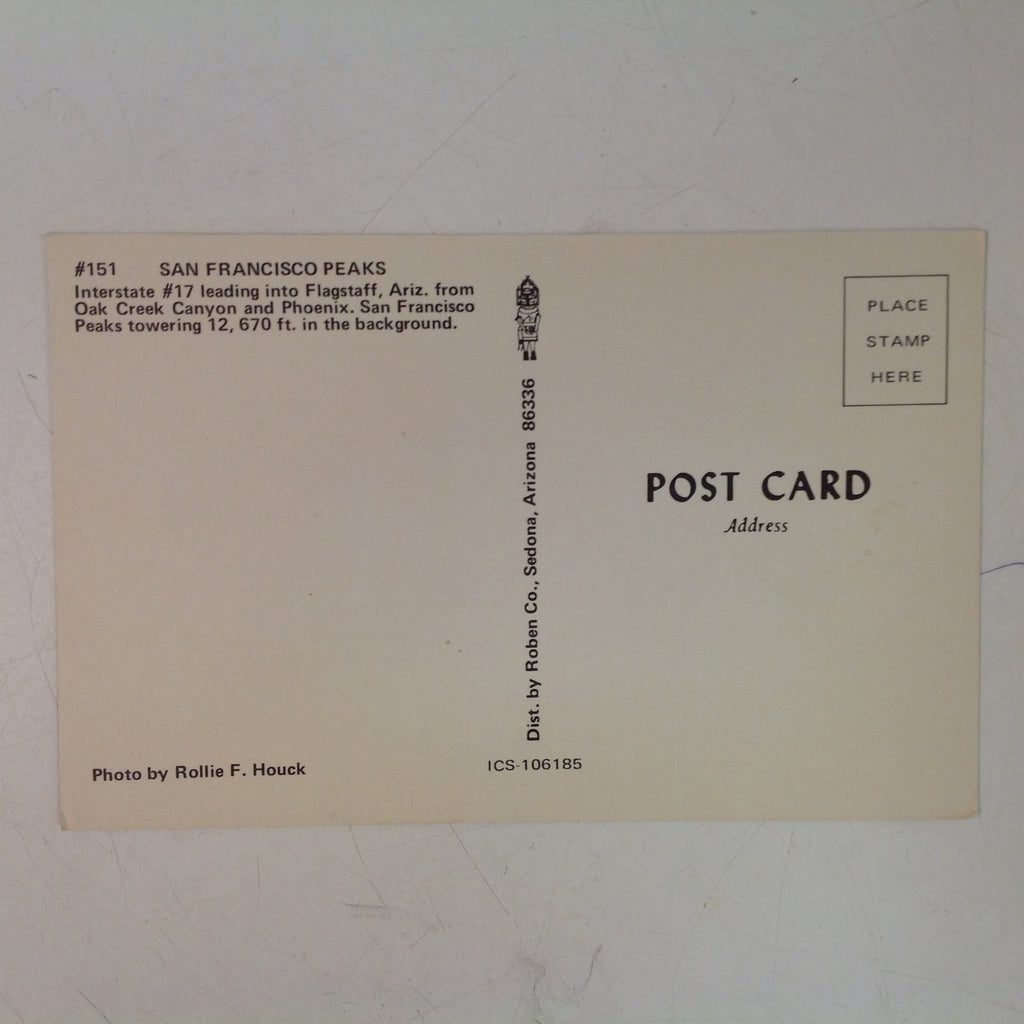 #151 SAN FRANCISCO PEAKS
Interstate #17 leading into Flagstaff, Ariz. from
Oak Creek Canyon and Phoenix. San Francisco
Peaks towering 12, 670 ft. in the background.
Photo by Rollie F. Houck
Dist. by Roben Co., Sedona, Arizona 86336
ICS-106185
PLACE
STAMP
HERE
POST CARD
Address